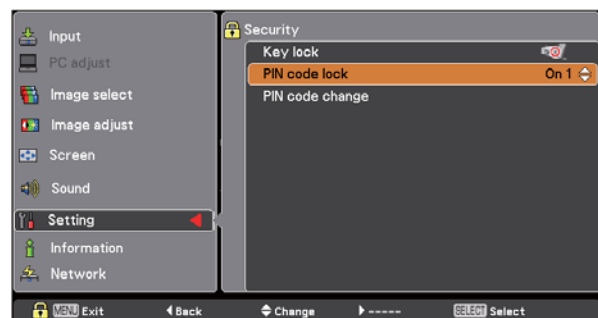 Input
PC adjust
Image select
Image adjust
Screen
Sound
Setting
Information
Network
Security
Key lock
PIN code lock On 1
PIN code change
MENU Exit Back Change ----- SELECT Select